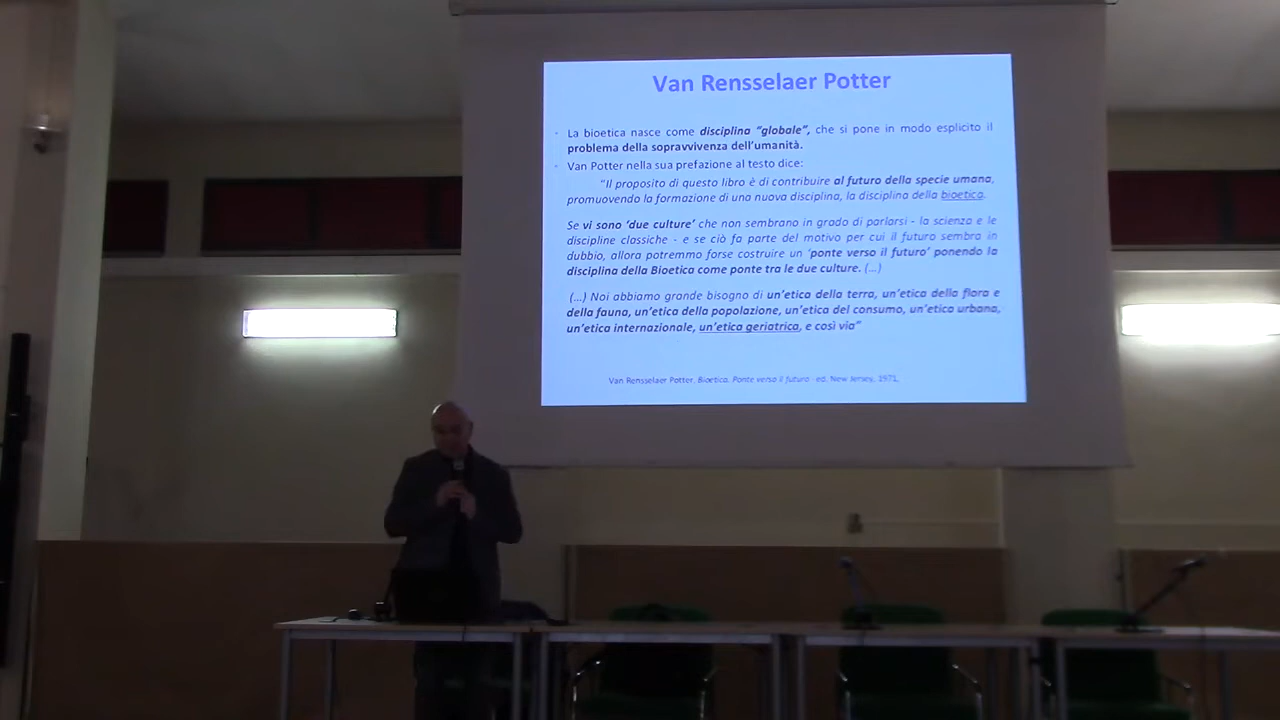 Van Rensselaer Potter
La bioetica nasce come disciplina “globale”, che si pone in modo esplicito il
problema della sopravvivenza dell’umanità.
Van Potter nella sua prefazione al testo dice:
“Il proposito di questo libro è di contribuire al futuro della specie umana,
promuovendo la formazione di una nuova disciplina, la disciplina della bioetica.
Se vi sono ‘due culture’ che non sembrano in grado di parlarsi - la scienza e le
discipline classiche - e se ciò fa parte del motivo per cui il futuro sembra in
dubbio, allora potremmo forse costruire un ‘ponte verso il futuro’ ponendo la
disciplina della Bioetica come ponte tra le due culture. (…)
(…) Noi abbiamo grande bisogno di un’etica della terra, un’etica della flora e
della fauna, un’etica della popolazione, un’etica del consumo, un’etica urbana,
un’etica internazionale, un’etica geriatrica, e così via”
Van Rensselaer Potter, Bioetica. Ponte verso il futuro - ed. New Jersey, 1971,